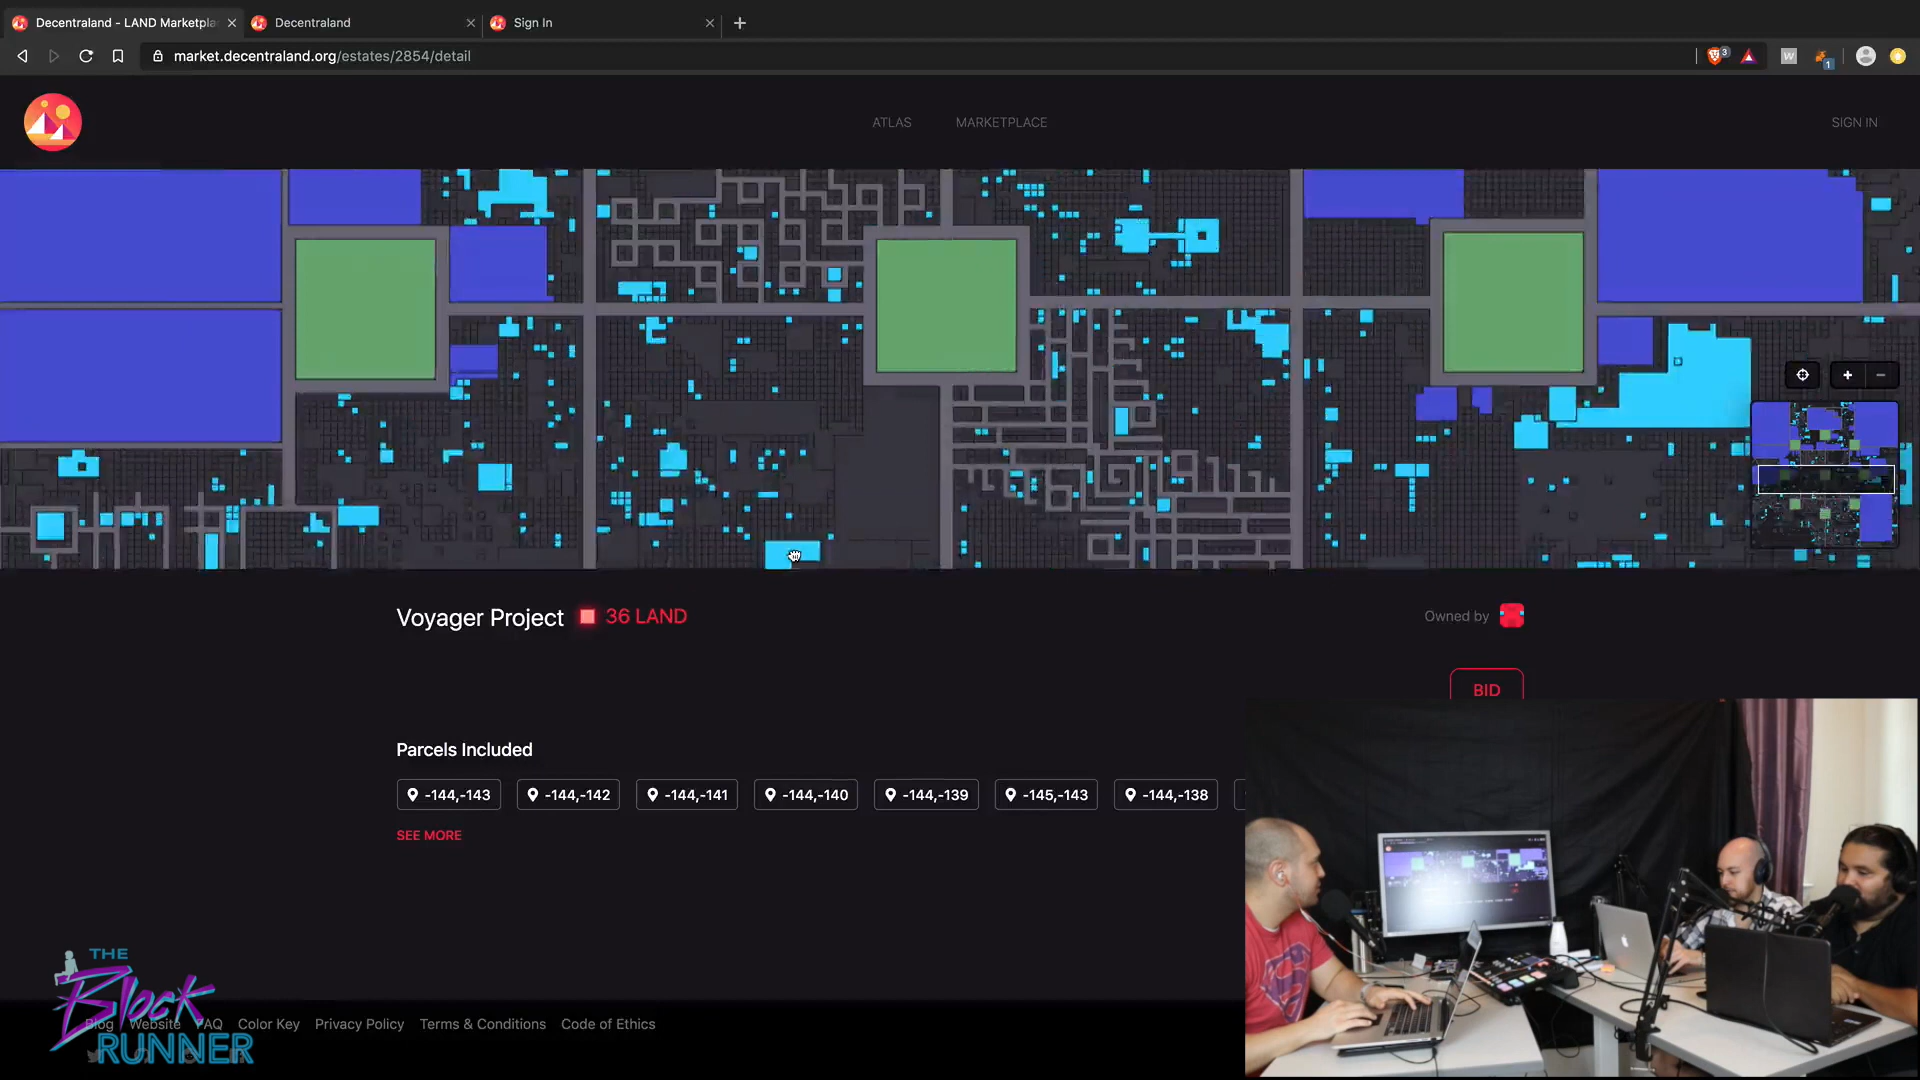 Decentraland - LAND Marketpla
Decentraland
Sign In
market.decentraland.org/estates/2854/detail
3
W
1
ATLAS
MARKETPLACE
SIGN IN
Voyager Project
36 LAND
Owned by
BID
Parcels Included
-144,-143
-144,-142
-144,-141
-144,-140
-144,-139
-145,-143
-144,-138
SEE MORE
THE
Block
RUNNER
Blog
Website
FAQ
Color Key
Privacy Policy
Terms & Conditions
Code of Ethics